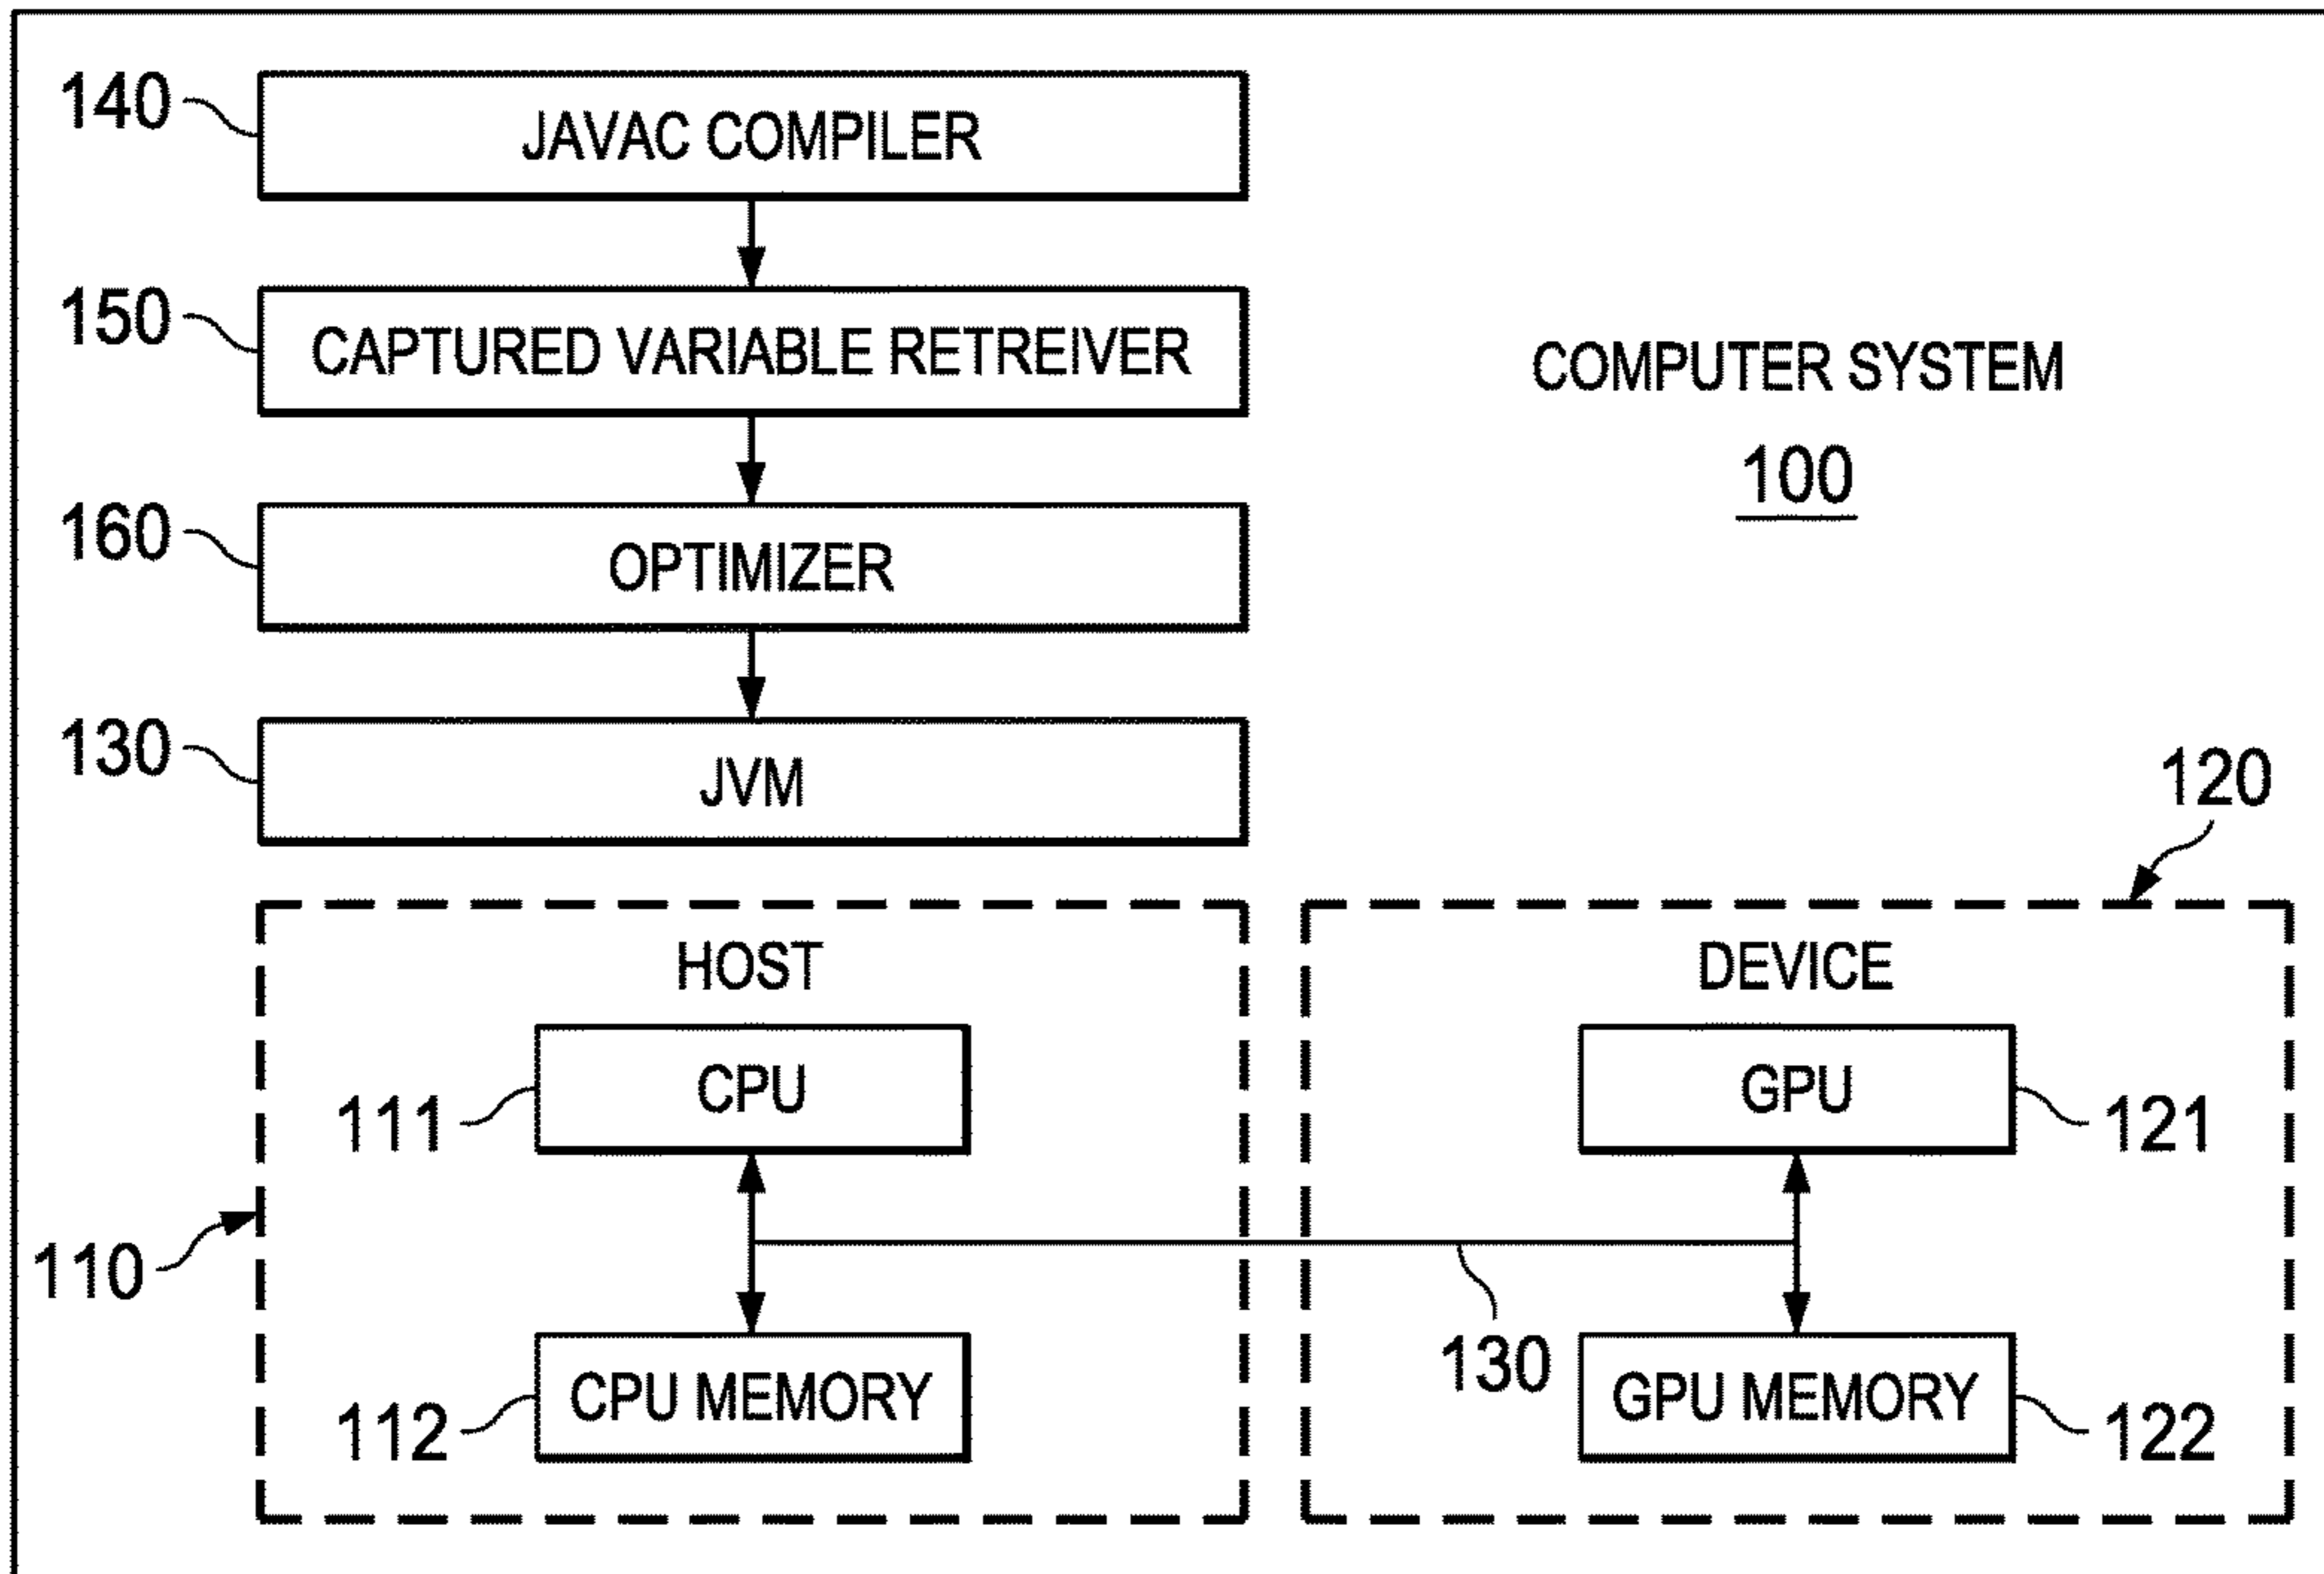 140
JAVAC COMPILER
150
CAPTURED VARIABLE RETREIVER
COMPUTER SYSTEM
100
160
OPTIMIZER
130
JVM
120
HOST
DEVICE
CPU
GPU
111
121
110
130
CPU MEMORY
GPU MEMORY
112
122